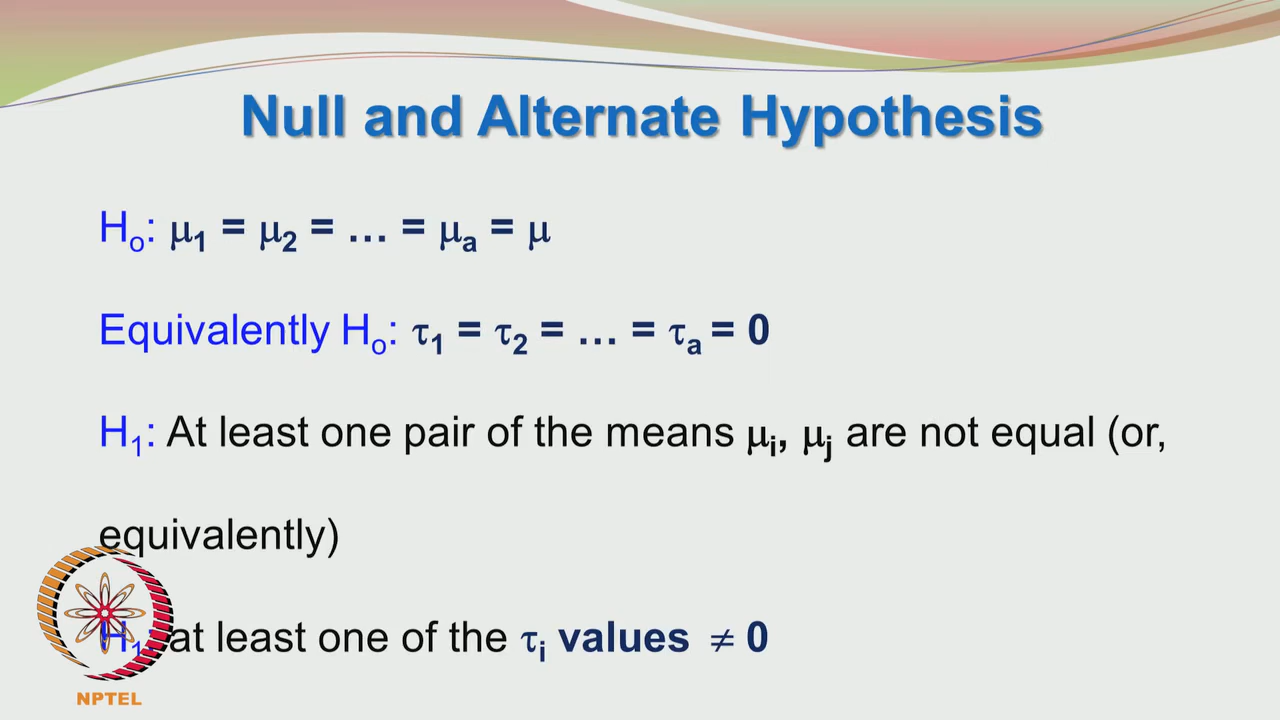 Null and Alternate Hypothesis
Hₒ: μ₁ = μ₂ = … = μₐ = μ
Equivalently Hₒ: τ₁ = τ₂ = … = τₐ = 0
H₁: At least one pair of the means μᵢ, μⱼ are not equal (or,
equivalently)
H₁: at least one of the τᵢ values ≠ 0
NPTEL